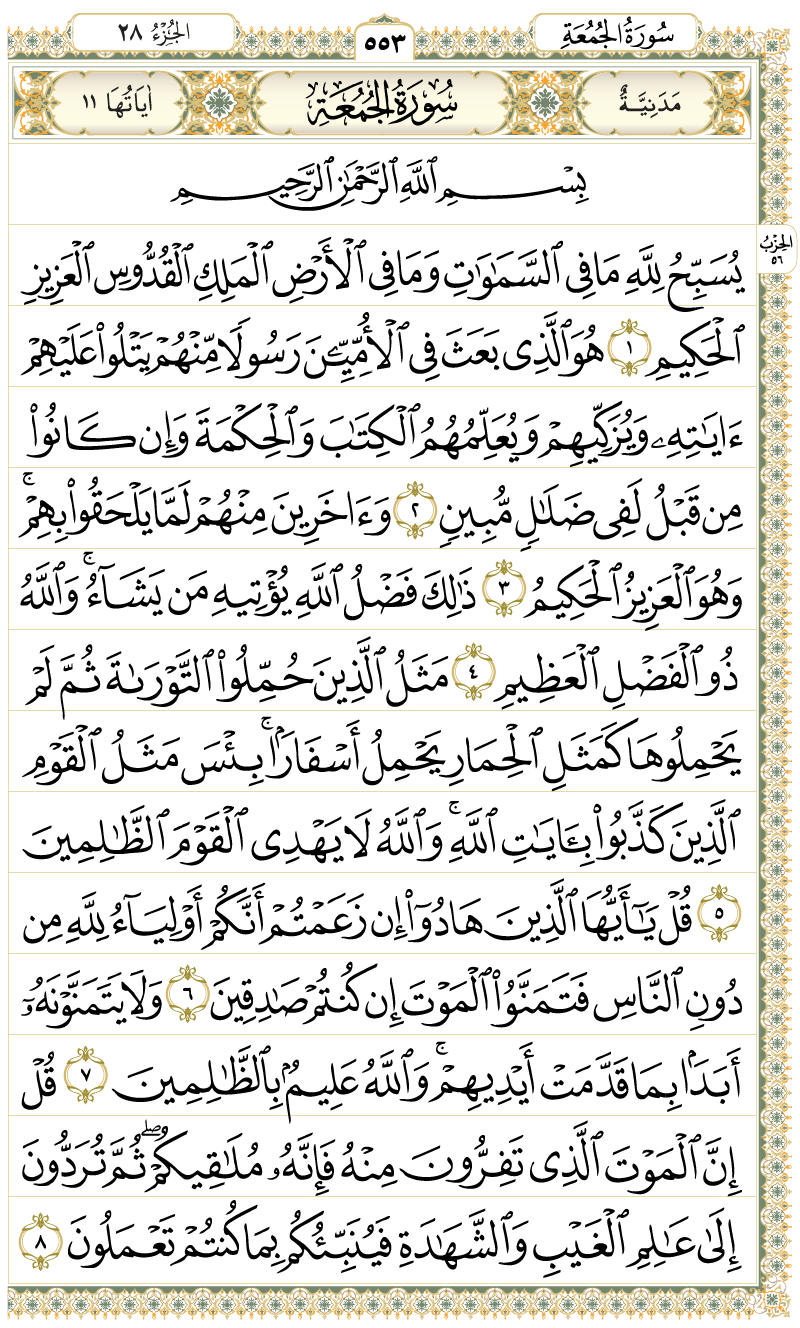 سُورَةُ الجُمُعَةِ
٥٥٣
الجُزْءُ ٢٨
مَدَنِيَّةٌ
سُورَةُ الجُمُعَةِ
اٰيَاتُهَا ١١
بِسْمِ ٱللَّهِ ٱلرَّحْمَٰنِ ٱلرَّحِيمِ
يُسَبِّحُ لِلَّهِ مَا فِى ٱلسَّمَٰوَٰتِ وَمَا فِى ٱلْأَرْضِ ٱلْمَلِكِ ٱلْقُدُّوسِ ٱلْعَزِيزِ
الحِزْبُ
٥٦
ٱلْحَكِيمِ ١ هُوَ ٱلَّذِى بَعَثَ فِى ٱلْأُمِّيِّـۧنَ رَسُولًا مِّنْهُمْ يَتْلُوا۟ عَلَيْهِمْ
ءَايَٰتِهِۦ وَيُزَكِّيهِمْ وَيُعَلِّمُهُمُ ٱلْكِتَٰبَ وَٱلْحِكْمَةَ وَإِن كَانُوا۟
مِن قَبْلُ لَفِى ضَلَٰلٍ مُّبِينٍ ٢ وَءَاخَرِينَ مِنْهُمْ لَمَّا يَلْحَقُوا۟ بِهِمْ ۚ
وَهُوَ ٱلْعَزِيزُ ٱلْحَكِيمُ ٣ ذَٰلِكَ فَضْلُ ٱللَّهِ يُؤْتِيهِ مَن يَشَآءُ ۚ وَٱللَّهُ
ذُو ٱلْفَضْلِ ٱلْعَظِيمِ ٤ مَثَلُ ٱلَّذِينَ حُمِّلُوا۟ ٱلتَّوْرَىٰةَ ثُمَّ لَمْ
يَحْمِلُوهَا كَمَثَلِ ٱلْحِمَارِ يَحْمِلُ أَسْفَارًۢا ۚ بِئْسَ مَثَلُ ٱلْقَوْمِ
ٱلَّذِينَ كَذَّبُوا۟ بِـَٔايَٰتِ ٱللَّهِ ۚ وَٱللَّهُ لَا يَهْدِى ٱلْقَوْمَ ٱلظَّٰلِمِينَ
٥ قُلْ يَٰٓأَيُّهَا ٱلَّذِينَ هَادُوٓا۟ إِن زَعَمْتُمْ أَنَّكُمْ أَوْلِيَآءُ لِلَّهِ مِن
دُونِ ٱلنَّاسِ فَتَمَنَّوُا۟ ٱلْمَوْتَ إِن كُنتُمْ صَٰدِقِينَ ٦ وَلَا يَتَمَنَّوْنَهُۥٓ
أَبَدًۢا بِمَا قَدَّمَتْ أَيْدِيهِمْ ۚ وَٱللَّهُ عَلِيمٌۢ بِٱلظَّٰلِمِينَ ٧ قُلْ
إِنَّ ٱلْمَوْتَ ٱلَّذِى تَفِرُّونَ مِنْهُ فَإِنَّهُۥ مُلَٰقِيكُمْ ۖ ثُمَّ تُرَدُّونَ
إِلَىٰ عَٰلِمِ ٱلْغَيْبِ وَٱلشَّهَٰدَةِ فَيُنَبِّئُكُم بِمَا كُنتُمْ تَعْمَلُونَ ٨